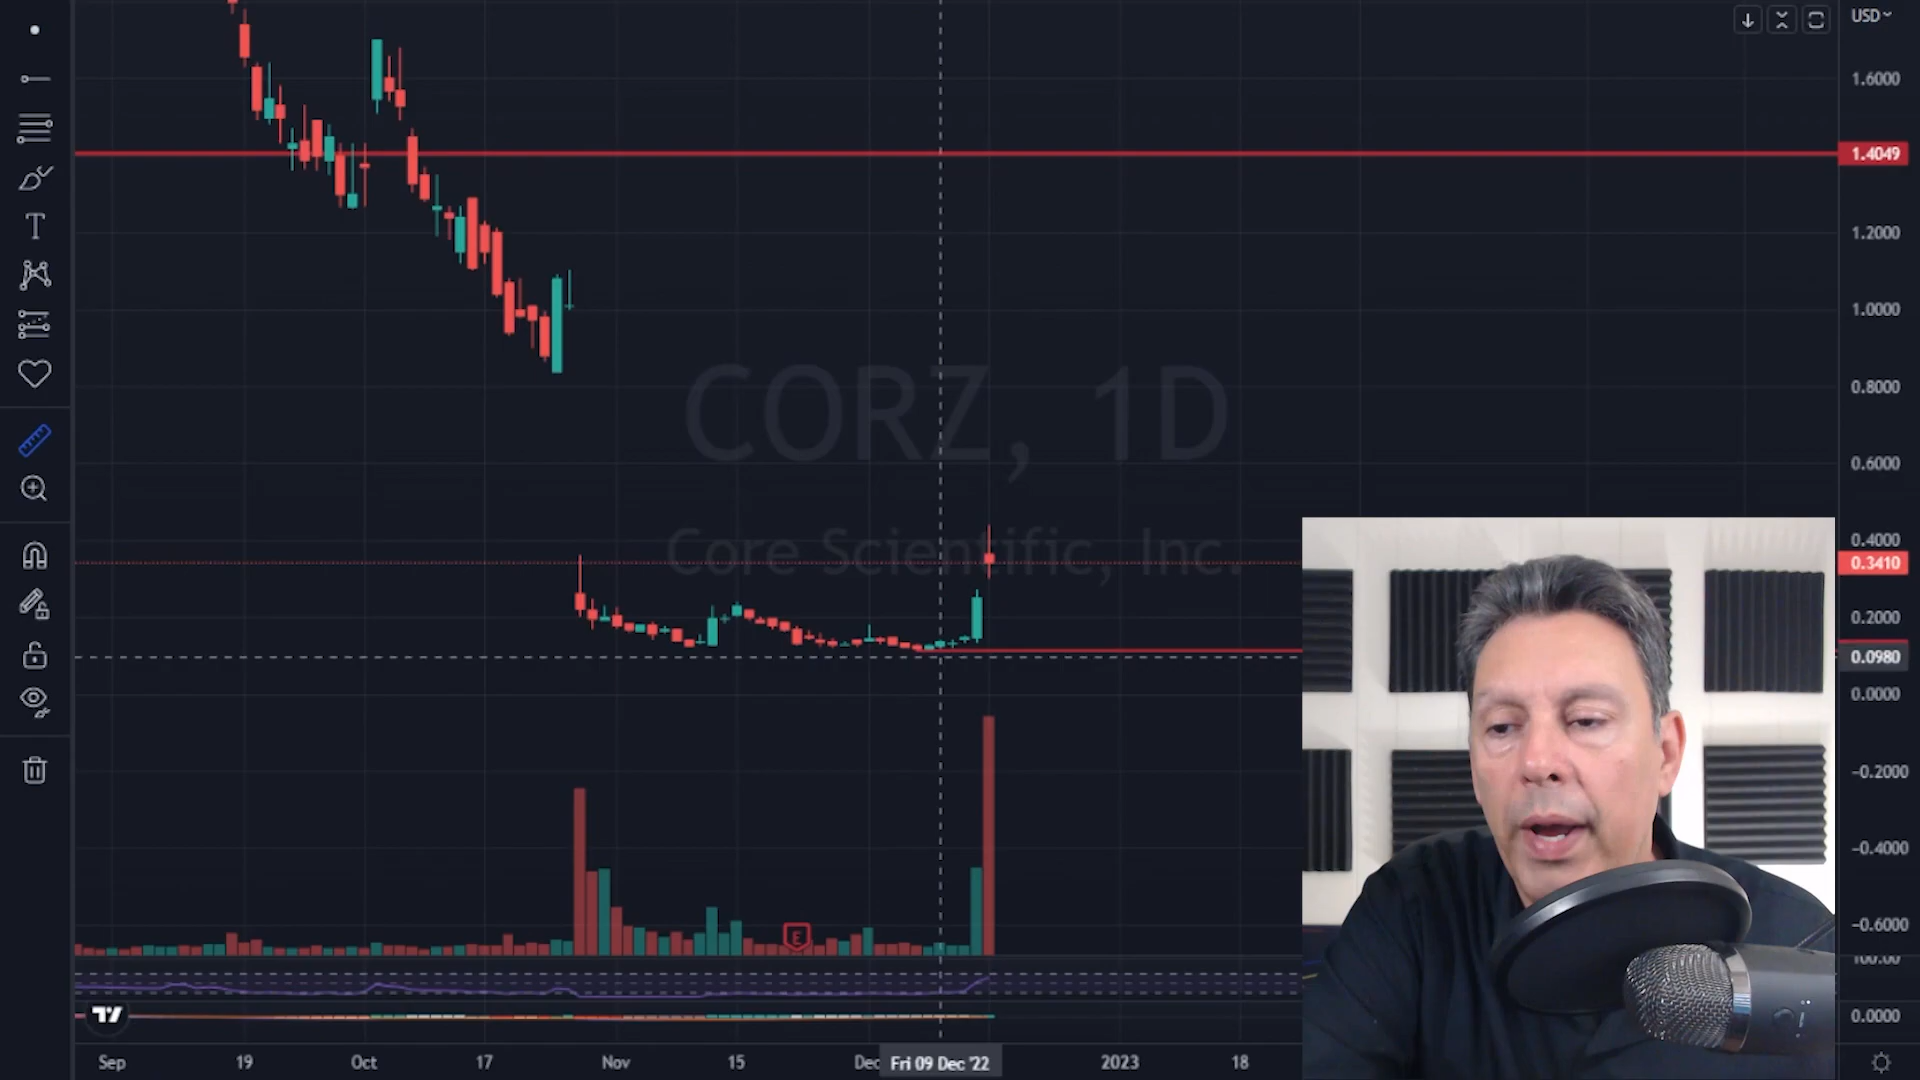 USD
1.6000
1.4049
1.2000
1.0000
0.8000
CORZ, 1D
0.6000
Core Scientific, Inc.
0.4000
0.3410
0.2000
0.0980
0.0000
-0.2000
-0.4000
E
-0.6000
100.00
0.0000
Sep 19 Oct 17 Nov 15 Dec Fri 09 Dec '22 2023 18
T